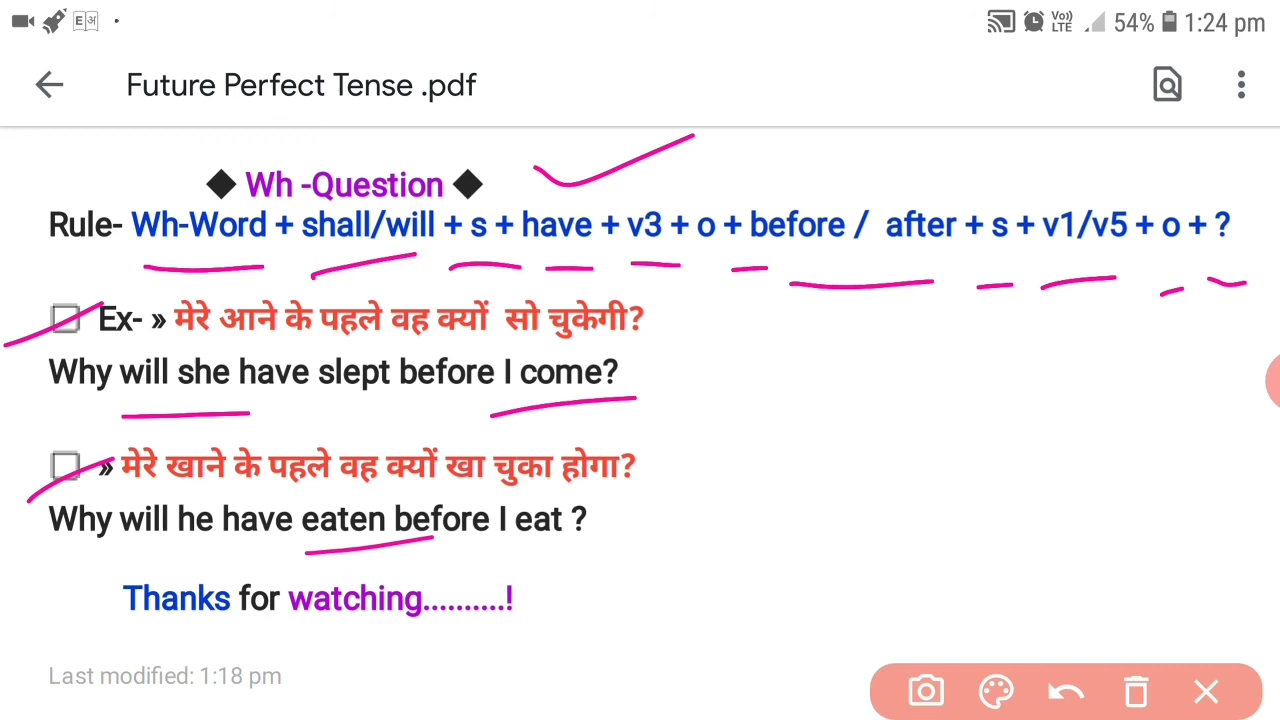 E अ Vo) LTE 54% 1:24 pm
Future Perfect Tense .pdf
◆ Wh -Question ◆
Rule- Wh-Word + shall/will + s + have + v3 + o + before / after + s + v1/v5 + o + ?
Ex- » मेरे आने के पहले वह क्यों सो चुकेगी?
Why will she have slept before I come?
» मेरे खाने के पहले वह क्यों खा चुका होगा?
Why will he have eaten before I eat ?
Thanks for watching..........!
Last modified: 1:18 pm